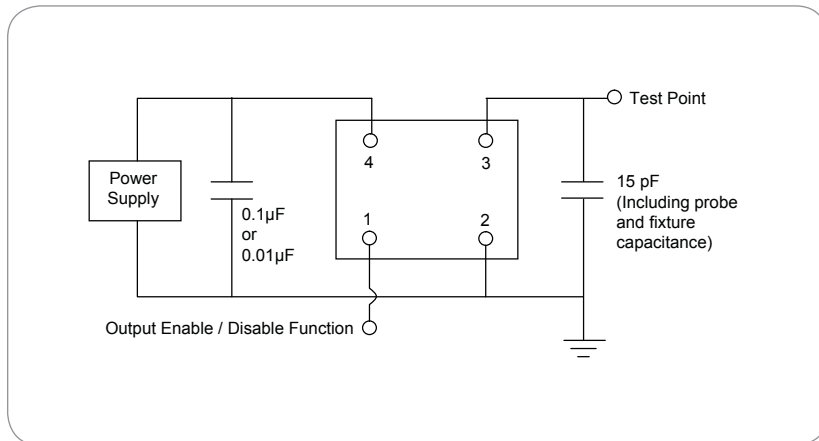 Test Point
4
3
Power
Supply
0.1µF
or
0.01µF
1
2
15 pF
(Including probe
and fixture
capacitance)
Output Enable / Disable Function